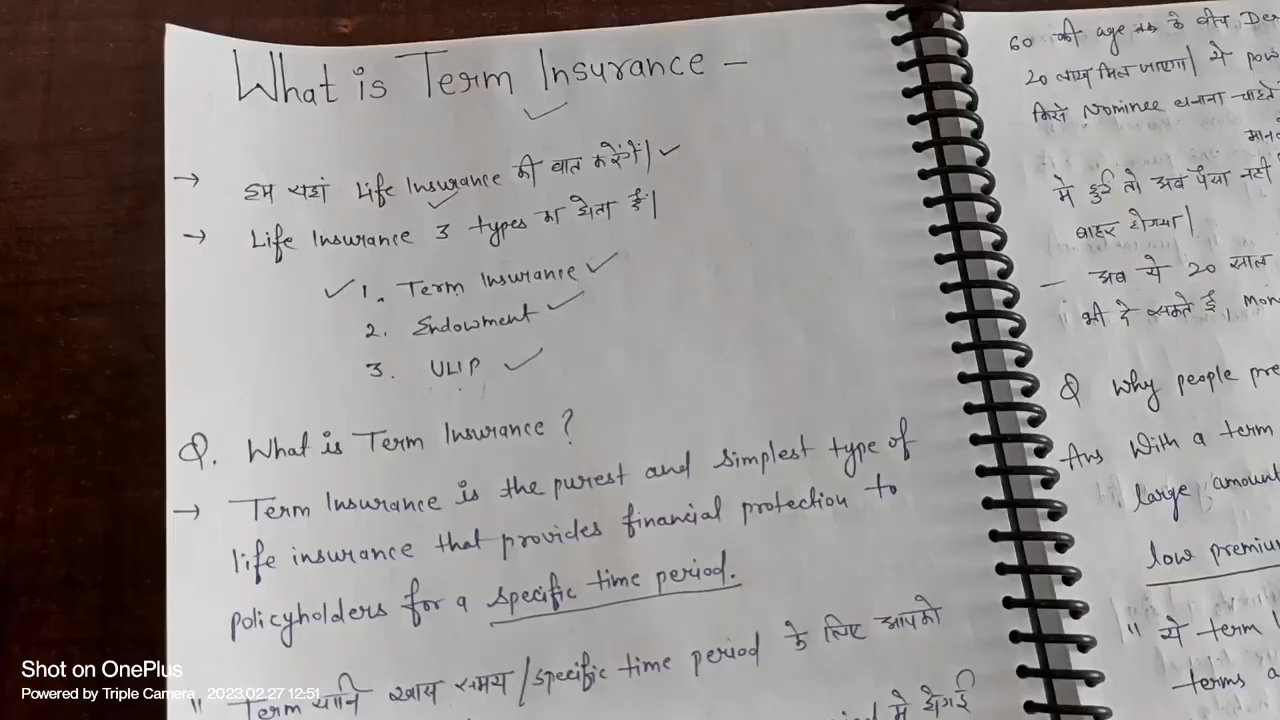 What is Term Insurance –
→ हम यहां Life Insurance की बात करेंगें। ✓
→ Life Insurance 3 types का होता है।
✓ 1. Term Insurance ✓
2. Endowment ✓
3. ULIP ✓
Q. What is Term Insurance ?
→ Term Insurance is the purest and simplest type of
life insurance that provides financial protection to
policyholders for a specific time period.
" Term यानि खास समय/specific time period के लिए आपको
में होगई
60 की age के बीच
20 लाख मिल जाएगा। ये
किसे Nominee बनाना चाहते
में हुई तो अब पैसा नही
बाहर होगया।
— अब ये 20 साल
भी दे सकते हैं,
Q Why people
Ans With a term
large amount
low premium
" ये term
terms
Shot on OnePlus
Powered by Triple Camera 2023.02.27 12:51